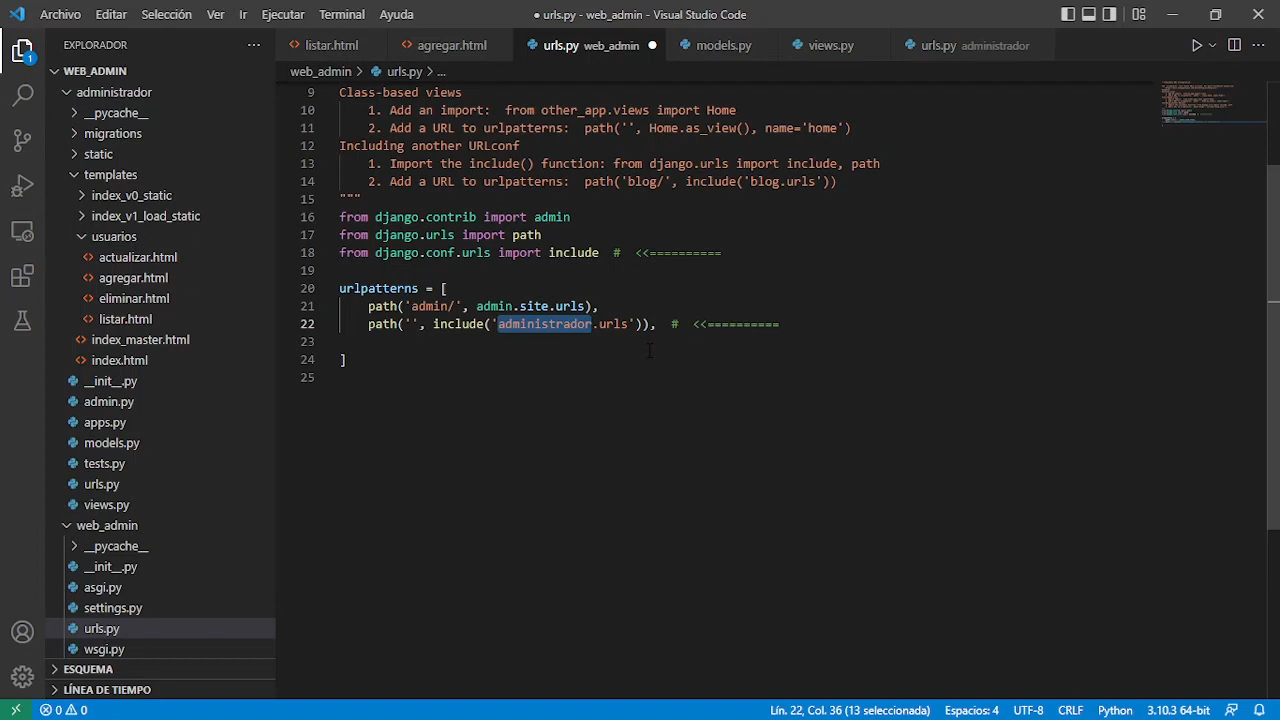 Archivo Editar Selección Ver Ir Ejecutar Terminal Ayuda
● urls.py - web_admin - Visual Studio Code
EXPLORADOR
listar.html
agregar.html
urls.py web_admin
models.py
views.py
urls.py administrador
web_admin > urls.py > ...
WEB_ADMIN
administrador
__pycache__
migrations
static
templates
index_v0_static
index_v1_load_static
usuarios
actualizar.html
agregar.html
eliminar.html
listar.html
index_master.html
index.html
__init__.py
admin.py
apps.py
models.py
tests.py
urls.py
views.py
web_admin
__pycache__
__init__.py
asgi.py
settings.py
urls.py
wsgi.py
ESQUEMA
LÍNEA DE TIEMPO
1
9 Class-based views
10 1. Add an import: from other_app.views import Home
11 2. Add a URL to urlpatterns: path('', Home.as_view(), name='home')
12 Including another URLconf
13 1. Import the include() function: from django.urls import include, path
14 2. Add a URL to urlpatterns: path('blog/', include('blog.urls'))
15 """
16 from django.contrib import admin
17 from django.urls import path
18 from django.conf.urls import include # <<==========
19
20 urlpatterns = [
21 path('admin/', admin.site.urls),
22 path('', include('administrador.urls')), # <<==========
23
24 ]
25
0 0
Lín. 22, Col. 36 (13 seleccionada) Espacios: 4 UTF-8 CRLF Python 3.10.3 64-bit